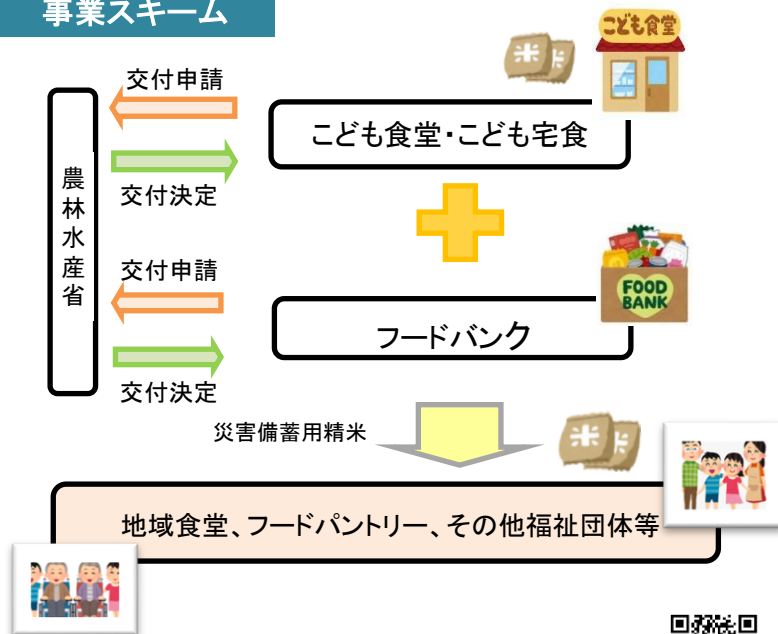 事業スキーム
こども食堂
米 米
交付申請
こども食堂・こども宅食
農林水産省
交付決定
交付申請
FOOD
BANK
フードバンク
交付決定
災害備蓄用精米
米 米
地域食堂、フードパントリー、その他福祉団体等